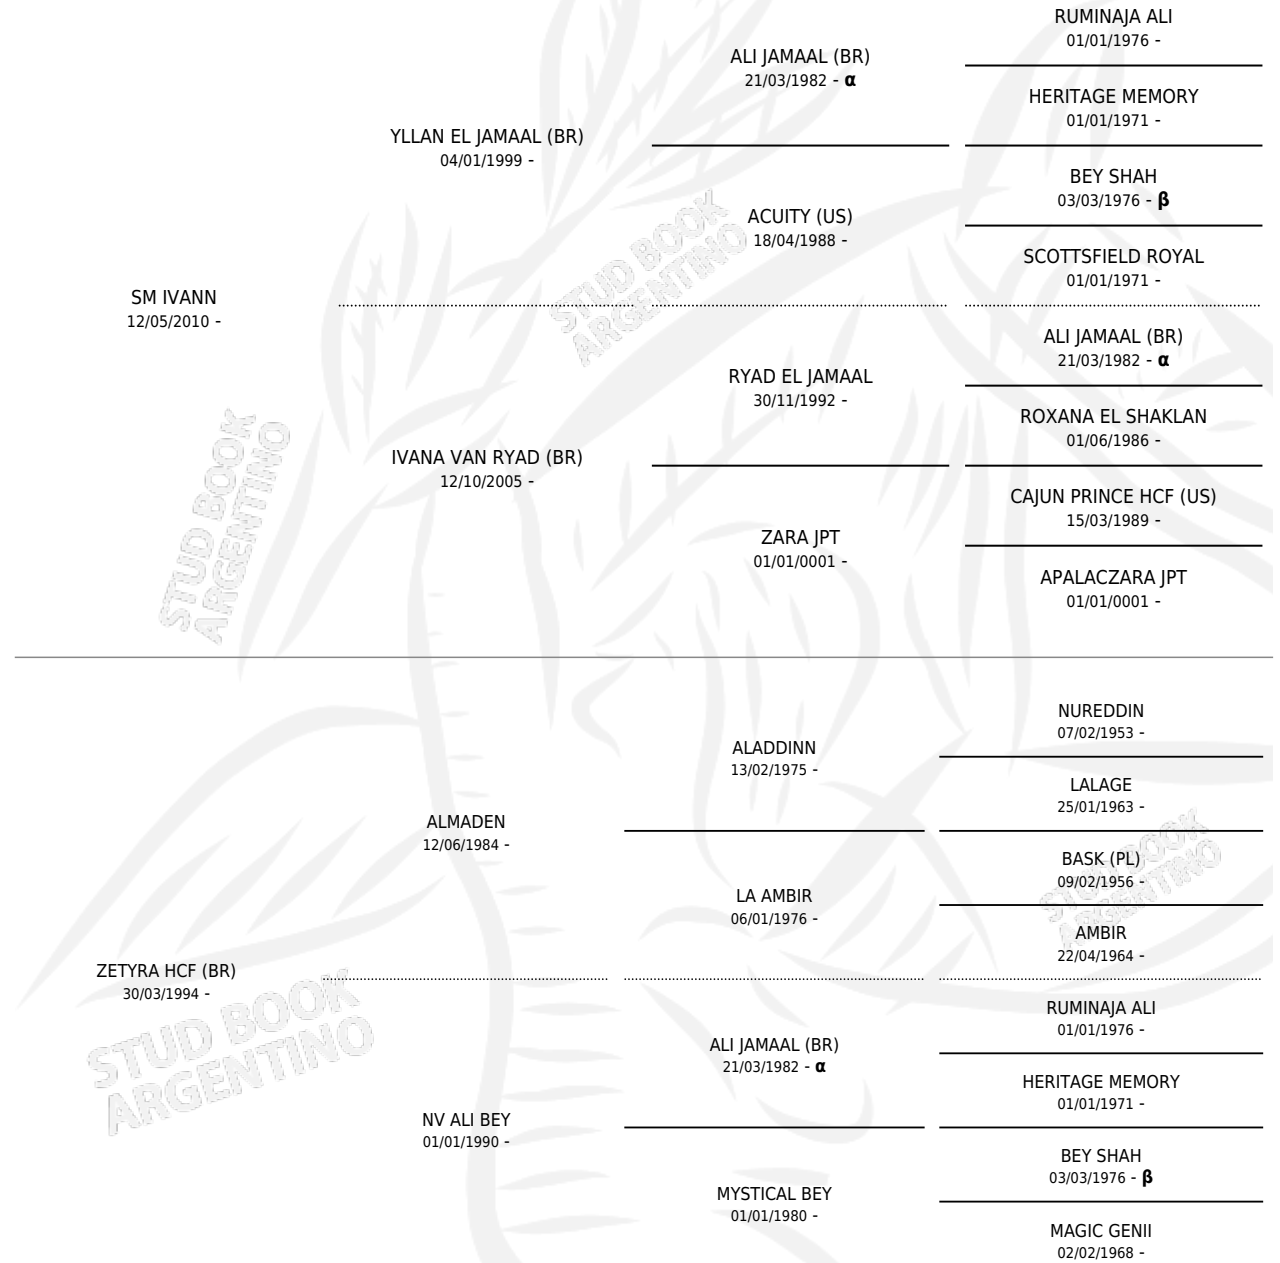 RUMINAJA ALI
01/01/1976 -
ALI JAMAAL (BR)
21/03/1982 - α
HERITAGE MEMORY
01/01/1971 -
YLLAN EL JAMAAL (BR)
04/01/1999 -
BEY SHAH
03/03/1976 - β
ACUITY (US)
18/04/1988 -
SCOTTSFIELD ROYAL
01/01/1971 -
SM IVANN
12/05/2010 -
ALI JAMAAL (BR)
21/03/1982 - α
RYAD EL JAMAAL
30/11/1992 -
ROXANA EL SHAKLAN
01/06/1986 -
IVANA VAN RYAD (BR)
12/10/2005 -
CAJUN PRINCE HCF (US)
15/03/1989 -
ZARA JPT
01/01/0001 -
APALACZARA JPT
01/01/0001 -
NUREDDIN
07/02/1953 -
ALADDINN
13/02/1975 -
LALAGE
25/01/1963 -
ALMADEN
12/06/1984 -
BASK (PL)
09/02/1956 -
LA AMBIR
06/01/1976 -
AMBIR
22/04/1964 -
ZETYRA HCF (BR)
30/03/1994 -
RUMINAJA ALI
01/01/1976 -
ALI JAMAAL (BR)
21/03/1982 - α
HERITAGE MEMORY
01/01/1971 -
NV ALI BEY
01/01/1990 -
BEY SHAH
03/03/1976 - β
MYSTICAL BEY
01/01/1980 -
MAGIC GENII
02/02/1968 -
STUD BOOK
ARGENTINO
STUD BOOK
ARGENTINO
STUD BOOK
ARGENTINO
STUD BOOK
ARGENTINO